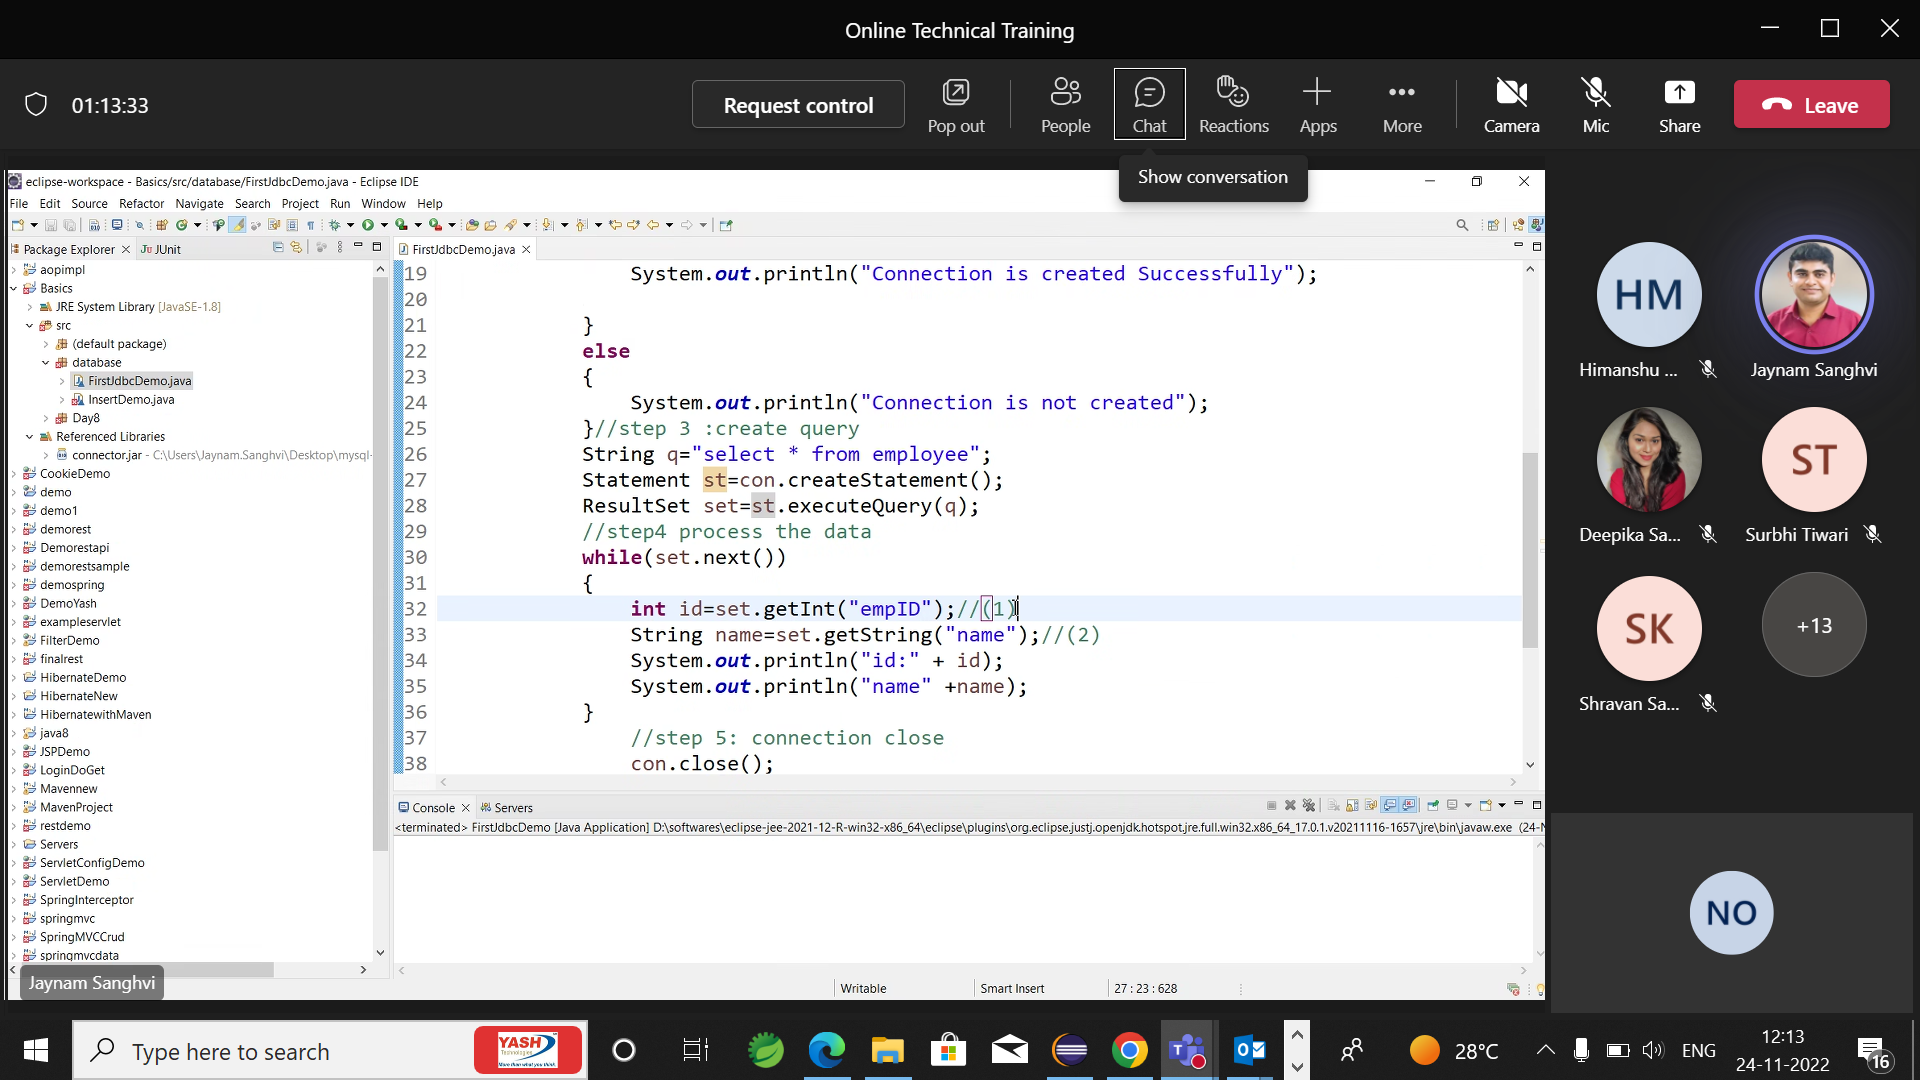 Online Technical Training
01:13:33
Request control
Pop out
People
Chat
Reactions
Apps
More
Camera
Mic
Share
Leave
Show conversation
eclipse-workspace - Basics/src/database/FirstJdbcDemo.java - Eclipse IDE
File Edit Source Refactor Navigate Search Project Run Window Help
Package Explorer
JUnit
aopimpl
Basics
JRE System Library [JavaSE-1.8]
src
(default package)
database
FirstJdbcDemo.java
InsertDemo.java
Day8
Referenced Libraries
connector.jar - C:\Users\Jaynam.Sanghvi\Desktop\mysql-
CookieDemo
demo
demo1
demorest
Demorestapi
demorestsample
demospring
DemoYash
exampleservlet
FilterDemo
finalrest
HibernateDemo
HibernateNew
HibernatewithMaven
java8
JSPDemo
LoginDoGet
Mavennew
MavenProject
restdemo
Servers
ServletConfigDemo
ServletDemo
SpringInterceptor
springmvc
SpringMVCCrud
springmvcdata
Jaynam Sanghvi
FirstJdbcDemo.java
19 System.out.println("Connection is created Successfully");
20
21 }
22 else
23 {
24 System.out.println("Connection is not created");
25 }//step 3 :create query
26 String q="select * from employee";
27 Statement st=con.createStatement();
28 ResultSet set=st.executeQuery(q);
29 //step4 process the data
30 while(set.next())
31 {
32 int id=set.getInt("empID");//(1)
33 String name=set.getString("name");//(2)
34 System.out.println("id:" + id);
35 System.out.println("name" +name);
36 }
37 //step 5: connection close
38 con.close();
Console
Servers
<terminated> FirstJdbcDemo [Java Application] D:\softwares\eclipse-jee-2021-12-R-win32-x86_64\eclipse\plugins\org.eclipse.justj.openjdk.hotspot.jre.full.win32.x86_64_17.0.1.v20211116-1657\jre\bin\javaw.exe (24-N
Writable
Smart Insert
27 : 23 : 628
HM
Himanshu ...
Jaynam Sanghvi
Deepika Sa...
ST
Surbhi Tiwari
SK
Shravan Sa...
+13
NO
Type here to search
YASH
Technologies
More than what you think.
28°C
ENG
12:13
24-11-2022
16